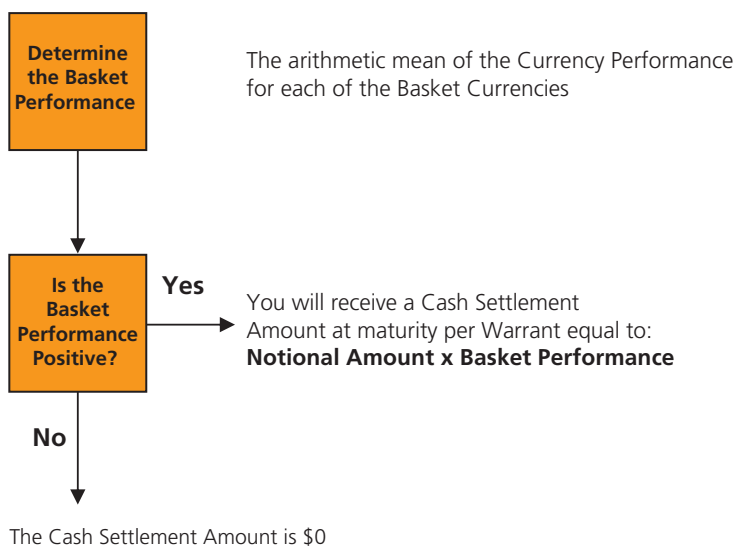 Determine
the Basket
Performance
The arithmetic mean of the Currency Performance
for each of the Basket Currencies
Is the
Basket
Performance
Positive?
Yes
You will receive a Cash Settlement
Amount at maturity per Warrant equal to:
Notional Amount x Basket Performance
No
The Cash Settlement Amount is $0